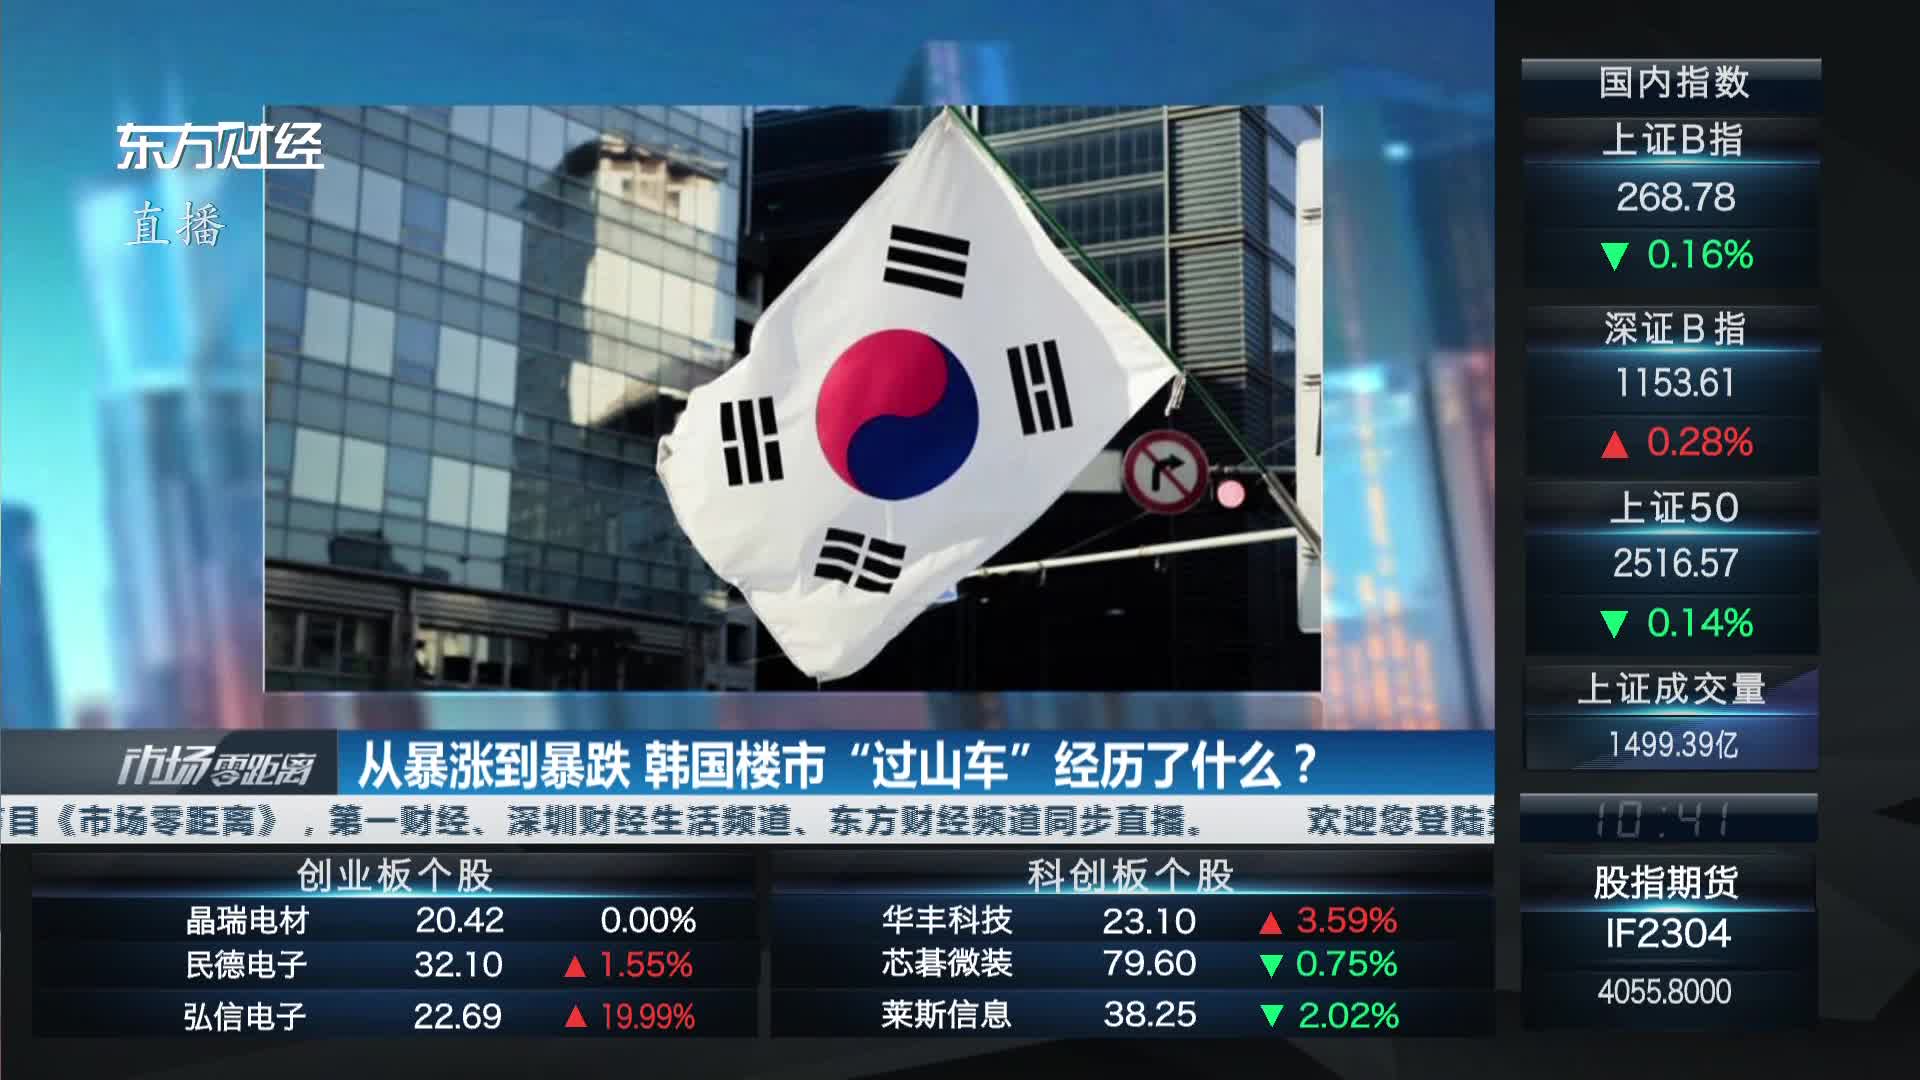 东方财经
直播
市场零距离
从暴涨到暴跌 韩国楼市“过山车”经历了什么？
目《市场零距离》，第一财经、深圳财经生活频道、东方财经频道同步直播。 欢迎您登陆
创业板个股
晶瑞电材 20.42 0.00%
民德电子 32.10 ▲ 1.55%
弘信电子 22.69 ▲ 19.99%
科创板个股
华丰科技 23.10 ▲ 3.59%
芯碁微装 79.60 ▼ 0.75%
莱斯信息 38.25 ▼ 2.02%
国内指数
上证B指
268.78
▼ 0.16%
深证B指
1153.61
▲ 0.28%
上证50
2516.57
▼ 0.14%
上证成交量
1499.39亿
10:41
股指期货
IF2304
4055.8000